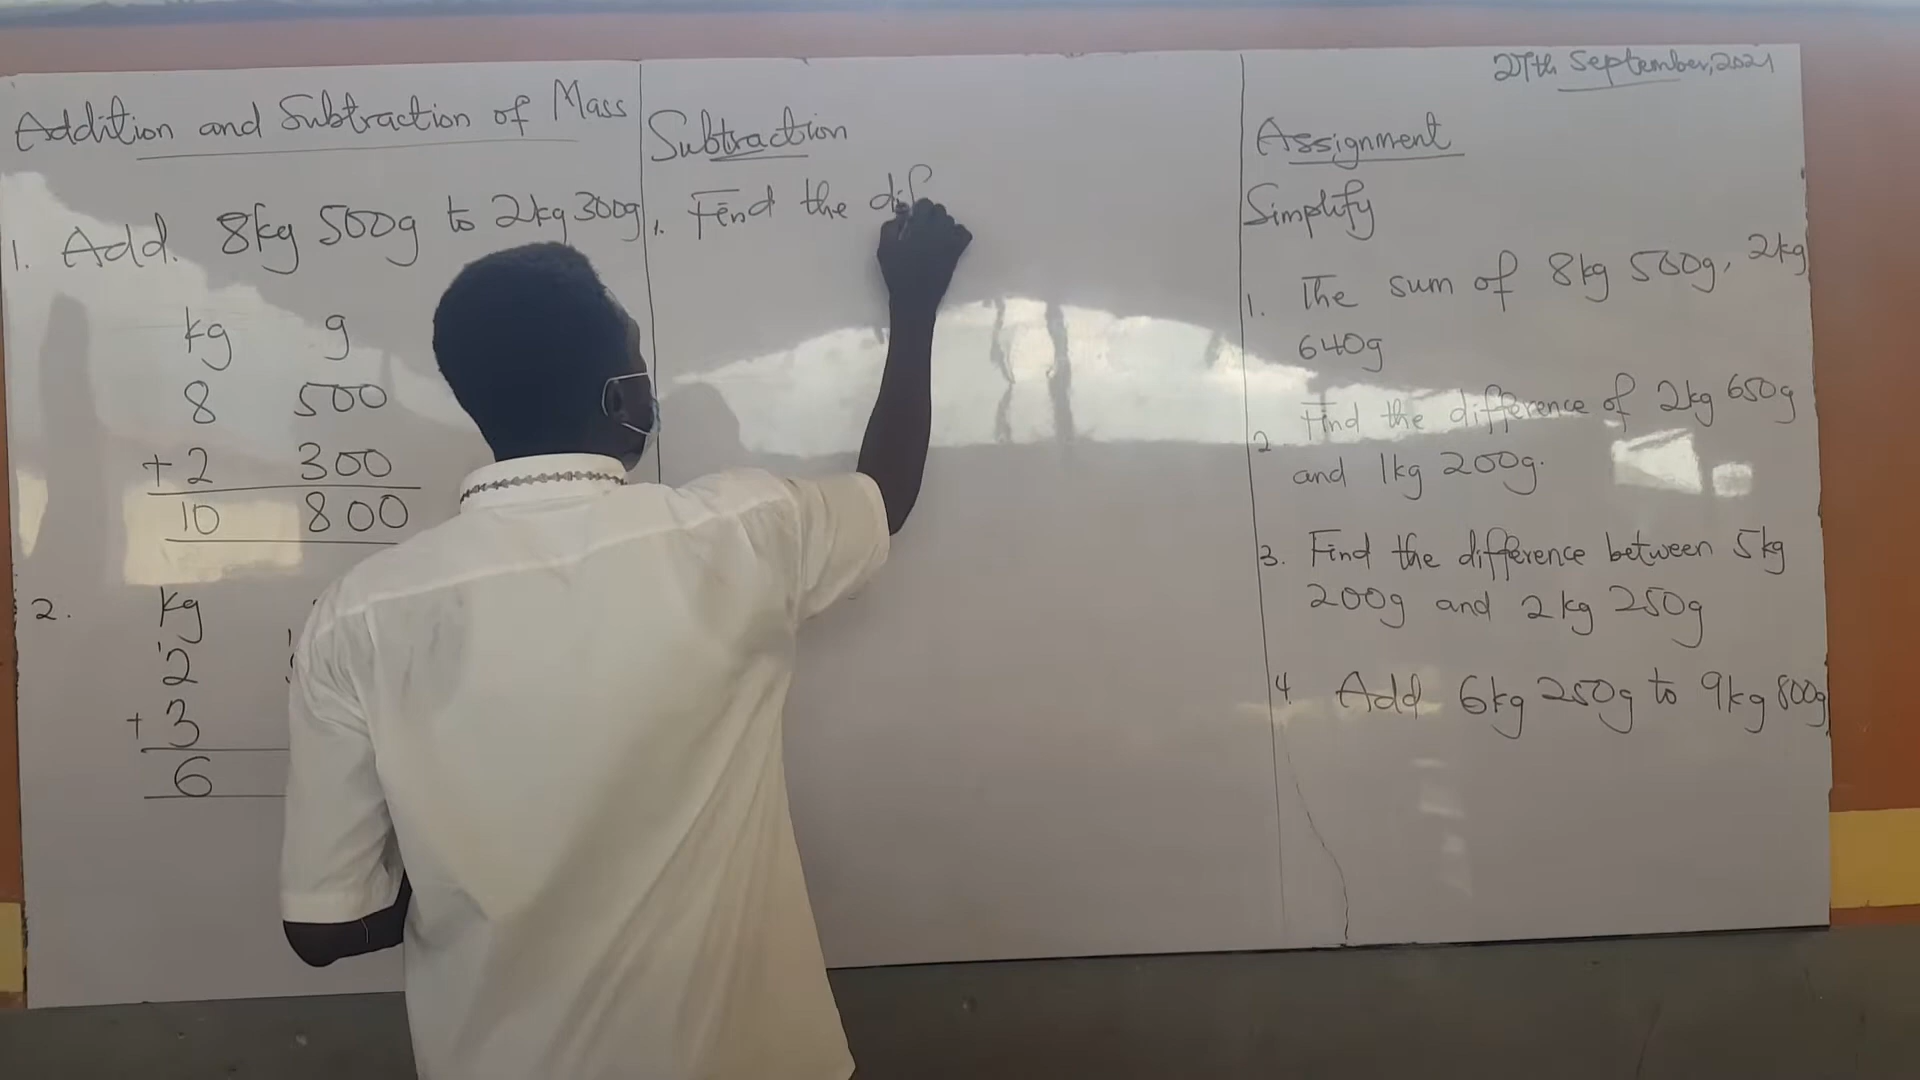 27th September, 2021
Addition and Subtraction of Mass
1. Add. 8kg 500g to 2kg 300g
kg g
8 500
+2 300
10 800
2. kg
1
2
+ 3
6
Subtraction
1. Find the dif
Assignment
Simplify
1. The sum of 8kg 500g, 2kg
640g
2. Find the difference of 2kg 650g
and 1kg 200g.
3. Find the difference between 5kg
200g and 2kg 250g
4. Add 6kg 250g to 9kg 800g